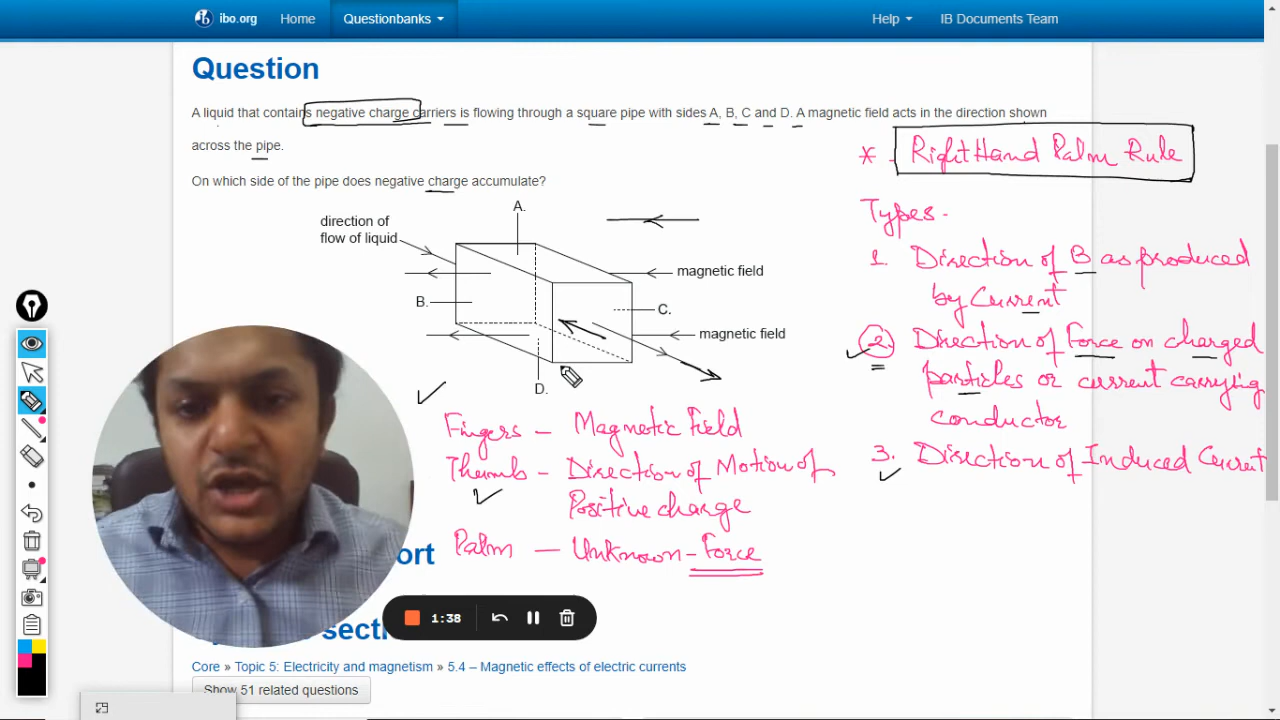 ibo.org Home Questionbanks Help IB Documents Team
Question
A liquid that contains negative charge carriers is flowing through a square pipe with sides A, B, C and D. A magnetic field acts in the direction shown
across the pipe.
* Right Hand Palm Rule
On which side of the pipe does negative charge accumulate?
Types.
A.
direction of
flow of liquid
magnetic field
B.
C.
magnetic field
D.
1. Direction of B as produced
by Current
2. Direction of Force on charged
particles or current carrying
conductor
3. Direction of Induced Current
Fingers - Magnetic Field
Thumb - Direction of Motion of
Positive charge
Palm - Unknown - Force
ort
secti
1:38
Core » Topic 5: Electricity and magnetism » 5.4 – Magnetic effects of electric currents
Show 51 related questions